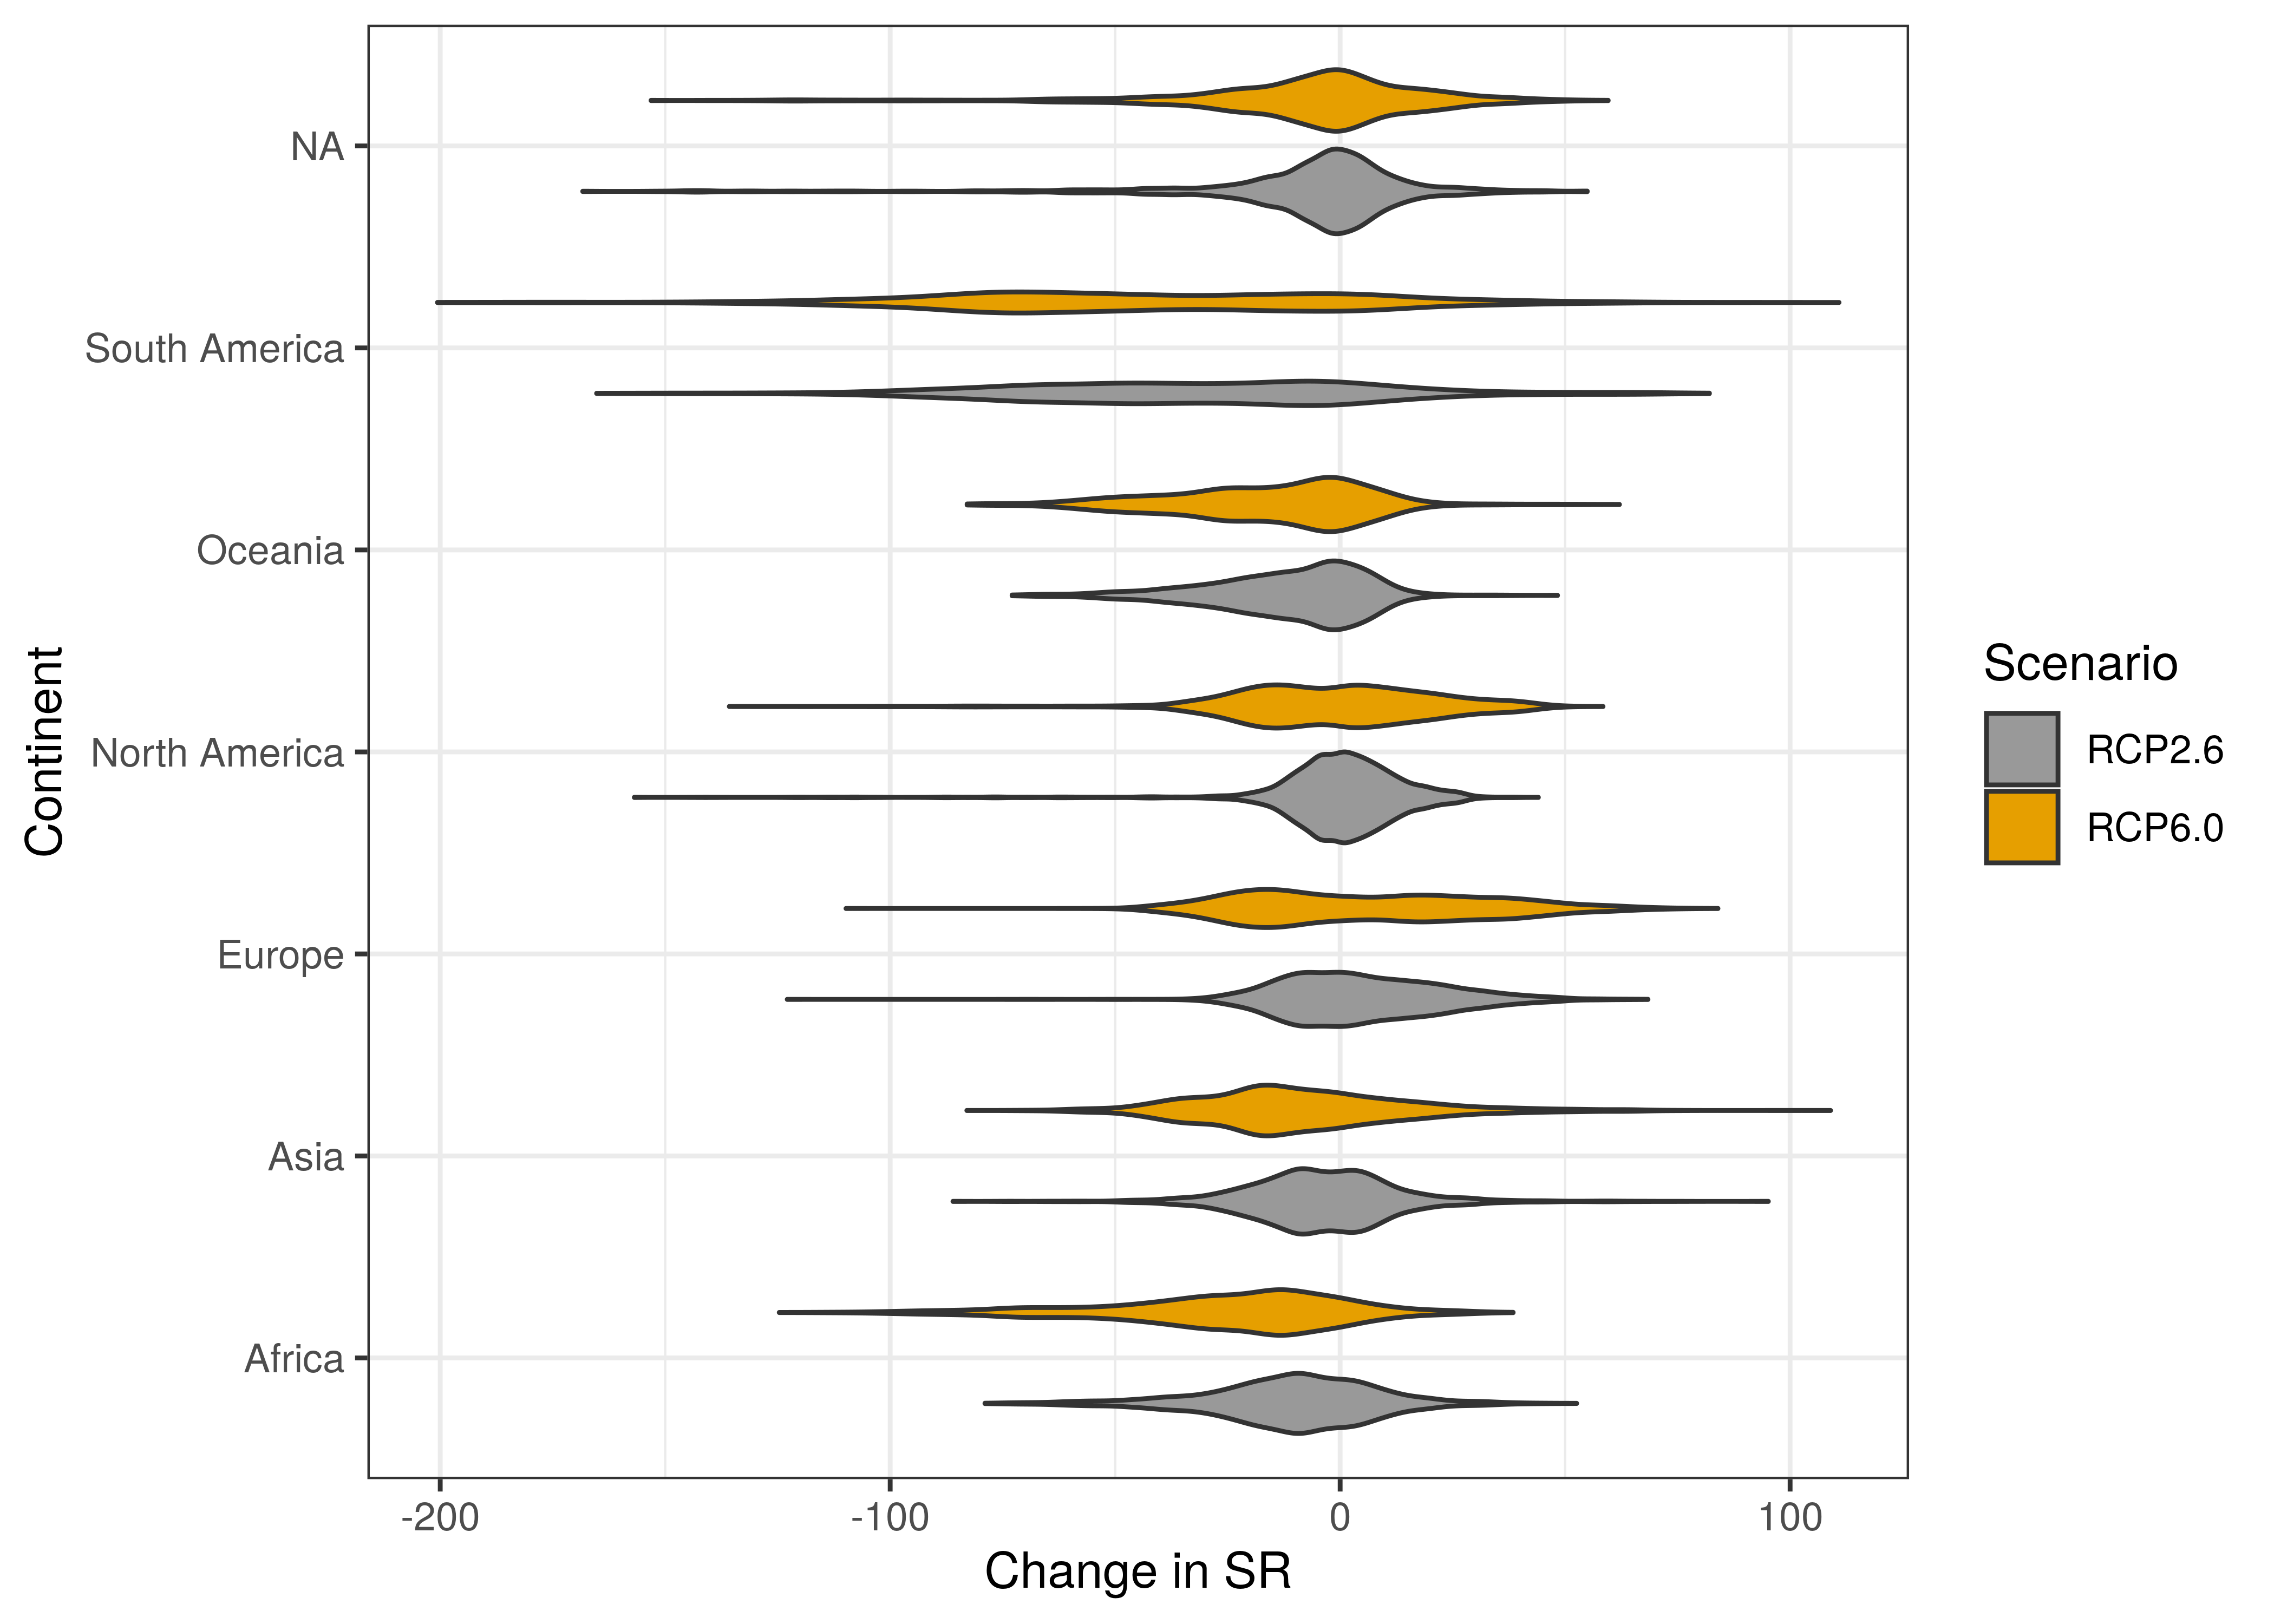 NA
South America
Oceania
North America
Europe
Asia
Africa
Continent
-200
-100
0
100
Change in SR
Scenario
RCP2.6
RCP6.0